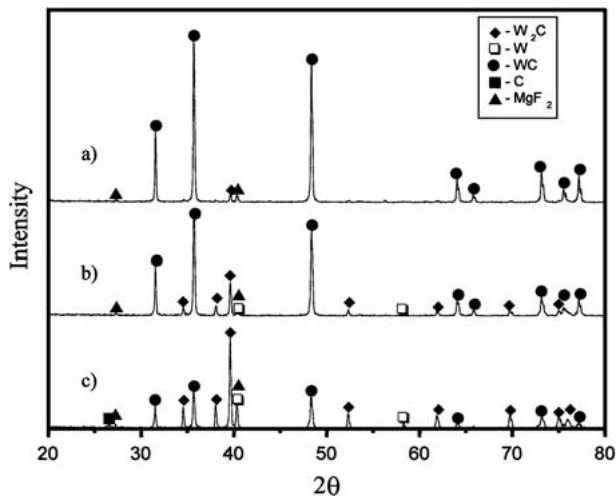 ◆ - W₂C
□ - W
● - WC
■ - C
▲ - MgF₂
a)
b)
c)
Intensity
20 30 40 50 60 70 80
2θ